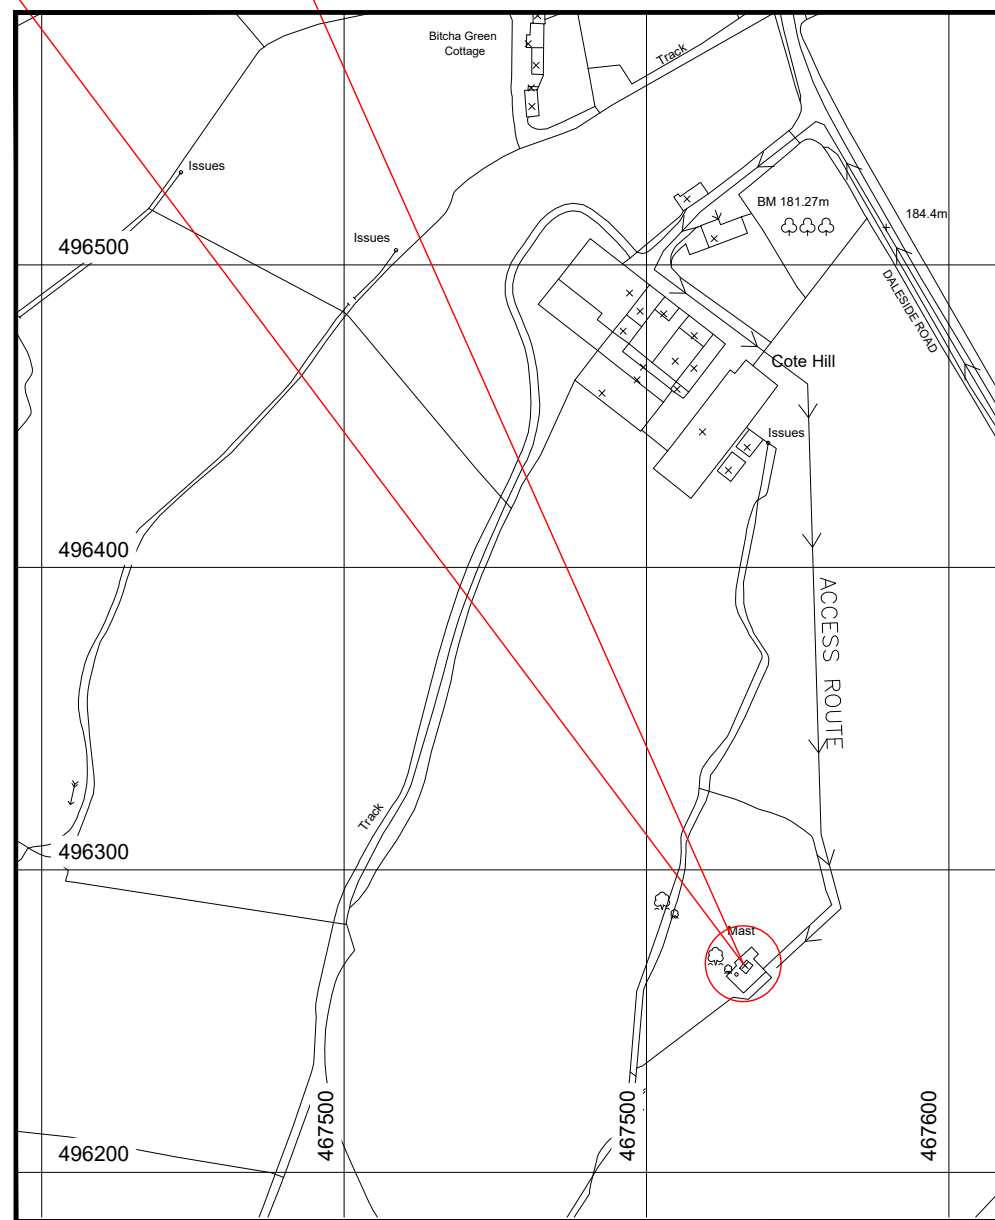 Bitcha Green
Cottage
Track
Issues
BM 181.27m
184.4m
Issues
496500
DALESIDE ROAD
Cote Hill
Issues
496400
ACCESS ROUTE
Track
496300
Mast
467500
467500
467600
496200